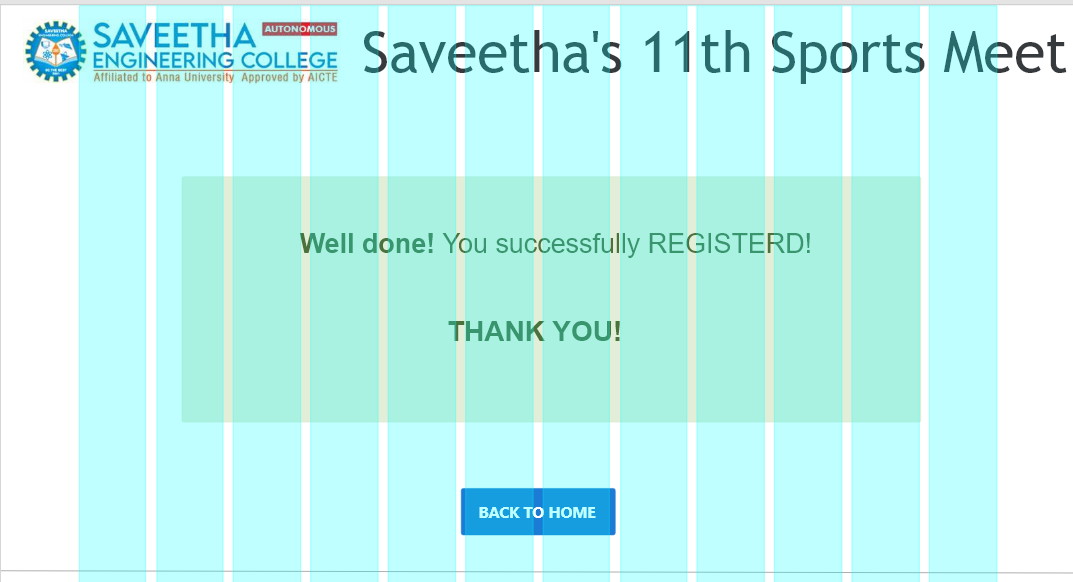 SAVEETHA
AUTONOMOUS
ENGINEERING COLLEGE
Affiliated to Anna University Approved by AICTE
Saveetha's 11th Sports Meet
Well done! You successfully REGISTERD!
THANK YOU!
BACK TO HOME